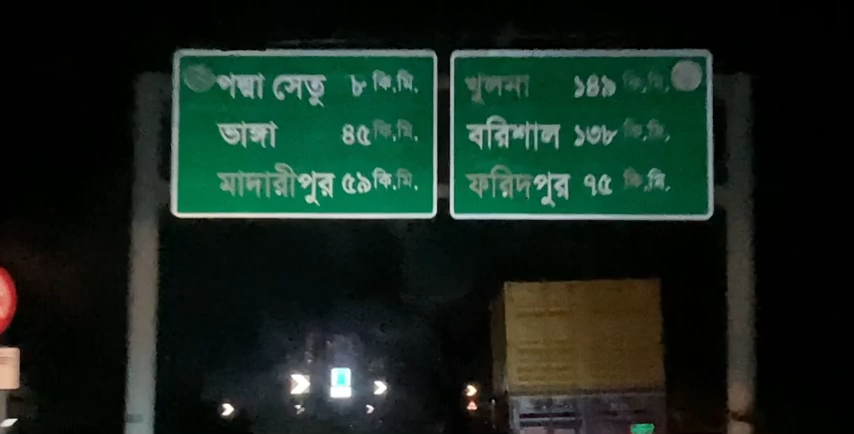 পদ্মা সেতু ৮ কি.মি.
ভাঙ্গা ৪৫ কি.মি.
মাদারীপুর ৫৯ কি.মি.
খুলনা ১৪৯ কি.মি.
বরিশাল ১৩৮ কি.মি.
ফরিদপুর ৭৫ কি.মি.